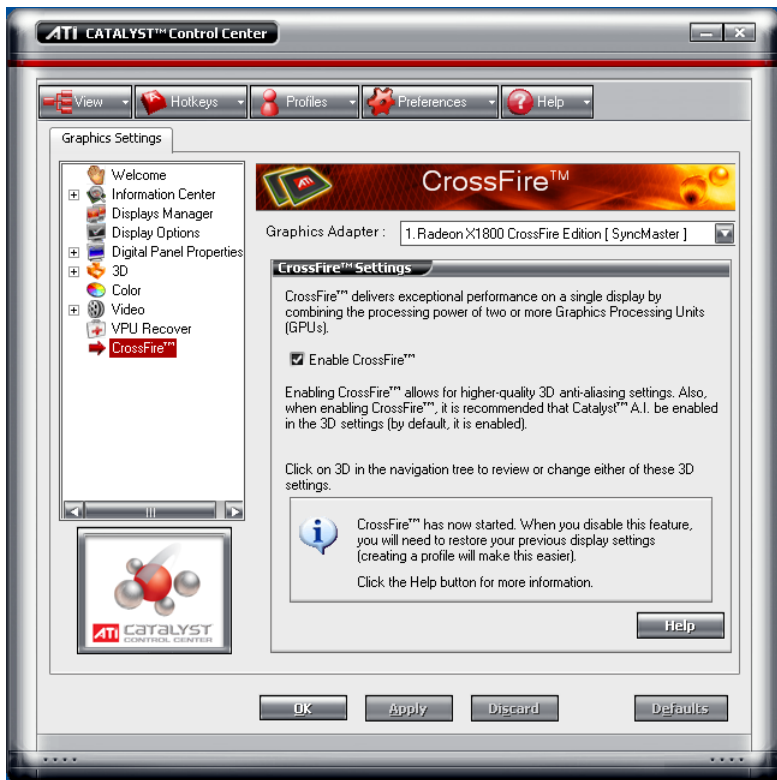 ATI CATALYST™ Control Center
View
Hotkeys
Profiles
Preferences
Help
Graphics Settings
Welcome
Information Center
Displays Manager
Display Options
Digital Panel Properties
3D
Color
Video
VPU Recover
CrossFire™
ATI
CrossFire™
Graphics Adapter :
1. Radeon X1800 CrossFire Edition [ SyncMaster ]
CrossFire™ Settings
CrossFire™ delivers exceptional performance on a single display by
combining the processing power of two or more Graphics Processing Units
(GPUs).
Enable CrossFire™
Enabling CrossFire™ allows for higher-quality 3D anti-aliasing settings. Also,
when enabling CrossFire™, it is recommended that Catalyst™ A.I. be enabled
in the 3D settings (by default, it is enabled).
Click on 3D in the navigation tree to review or change either of these 3D
settings.
CrossFire™ has now started. When you disable this feature,
you will need to restore your previous display settings
(creating a profile will make this easier).
Click the Help button for more information.
Help
ATI CATALYST
CONTROL CENTER
OK
Apply
Discard
Defaults